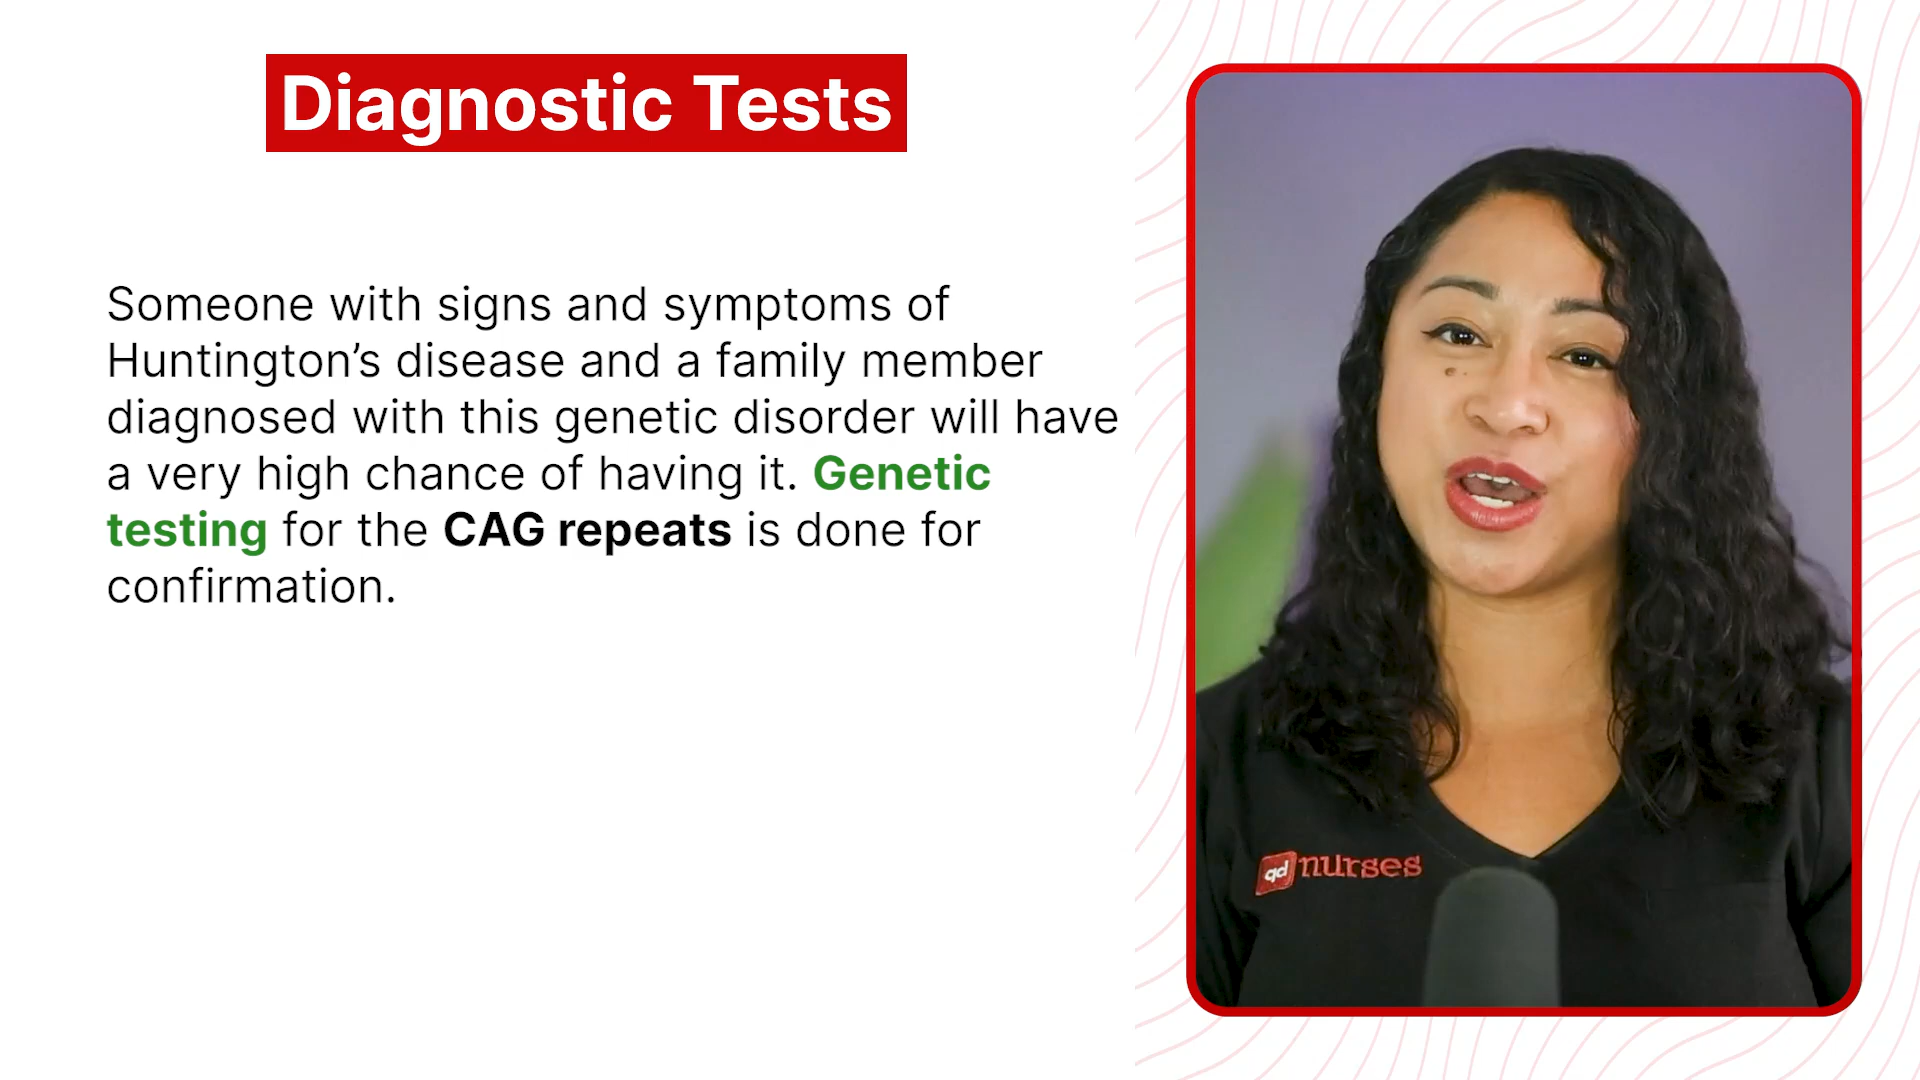 Diagnostic Tests
Someone with signs and symptoms of
Huntington’s disease and a family member
diagnosed with this genetic disorder will have
a very high chance of having it. Genetic
testing for the CAG repeats is done for
confirmation.
qd nurses